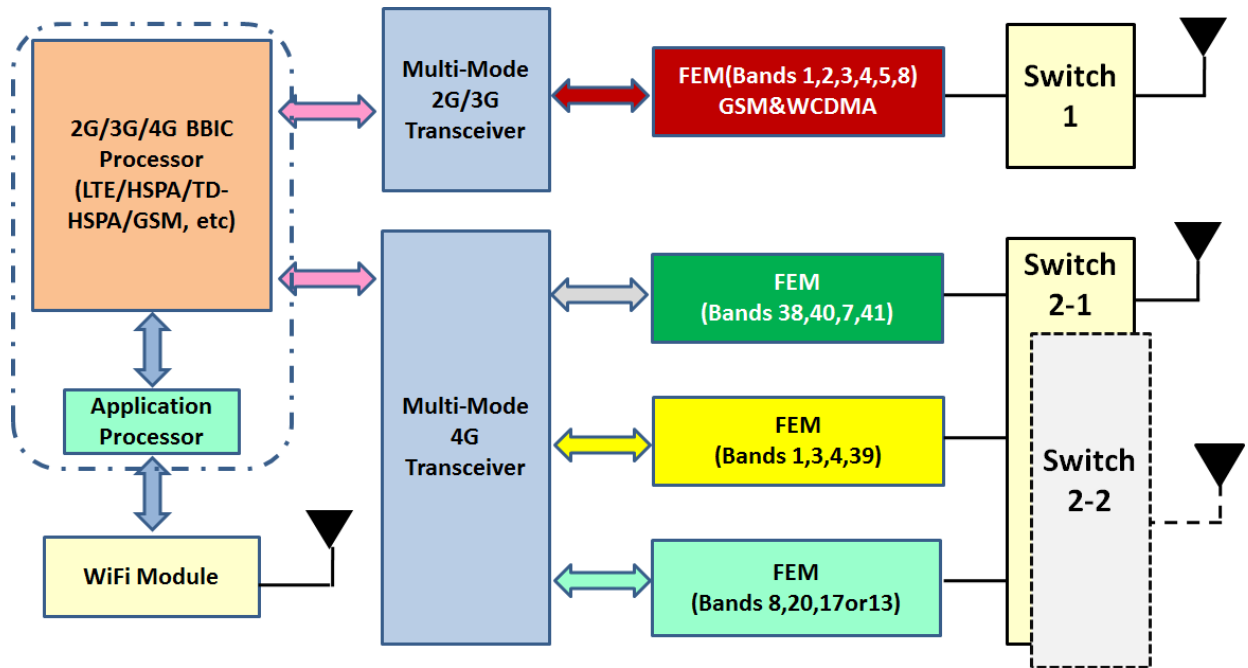 2G/3G/4G BBIC
Processor
(LTE/HSPA/TD-
HSPA/GSM, etc)
Application
Processor
WiFi Module
Multi-Mode
2G/3G
Transceiver
Multi-Mode
4G
Transceiver
FEM(Bands 1,2,3,4,5,8)
GSM&WCDMA
FEM
(Bands 38,40,7,41)
FEM
(Bands 1,3,4,39)
FEM
(Bands 8,20,17or13)
Switch
1
Switch
2-1
Switch
2-2